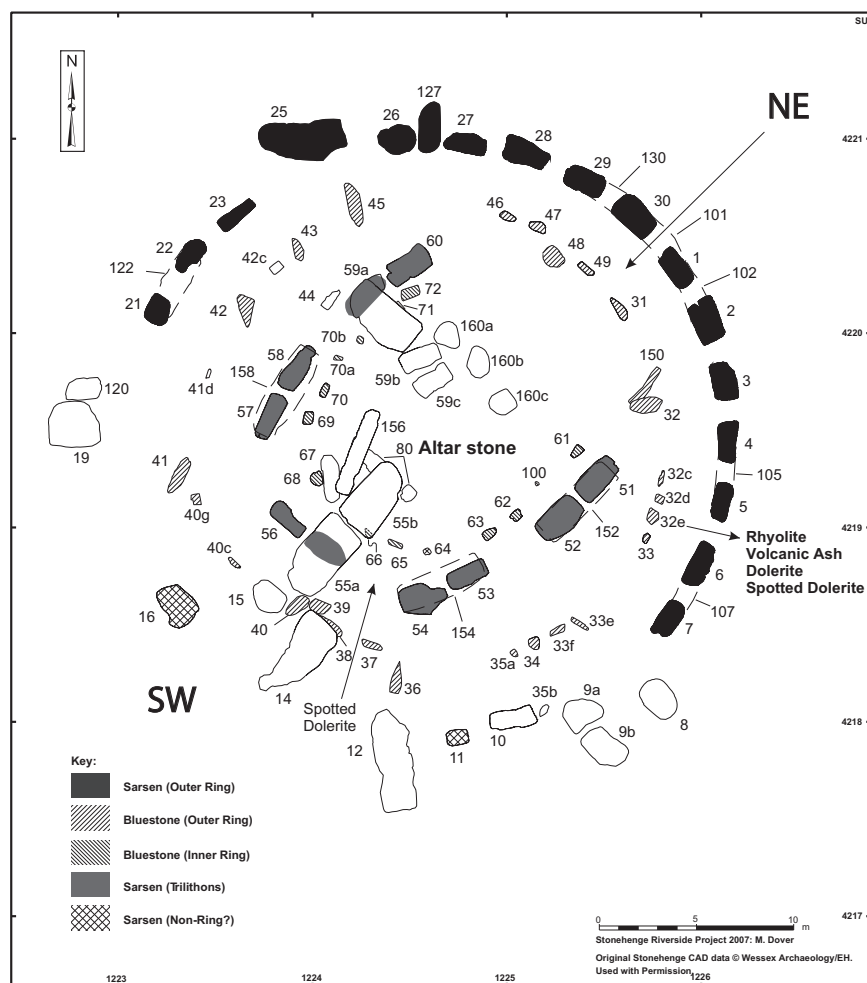 SU
N
NE
127
25
26
27
28
29
130
30
101
1
102
2
23
22
122
21
45
43
42c
42
44
46
47
48
49
31
60
59a
72
71
70b
70a
160a
160b
160c
59b
59c
150
32
3
4
105
5
58
158
57
70
69
41d
120
19
156
80
Altar stone
67
68
61
100
51
62
152
52
63
32c
32d
32e
33
41
40g
56
55b
66
65
64
40c
55a
Rhyolite
Volcanic Ash
Dolerite
Spotted Dolerite
6
107
7
16
15
39
40
38
53
54
154
37
33e
33f
34
35a
14
SW
36
Spotted
Dolerite
12
11
10
35b
9a
9b
8
Key:
Sarsen (Outer Ring)
Bluestone (Outer Ring)
Bluestone (Inner Ring)
Sarsen (Trilithons)
Sarsen (Non-Ring?)
0 5 10 m
Stonehenge Riverside Project 2007: M. Dover
Original Stonehenge CAD data © Wessex Archaeology/EH.
Used with Permission
4221
4220
4219
4218
4217
1223
1224
1225
1226